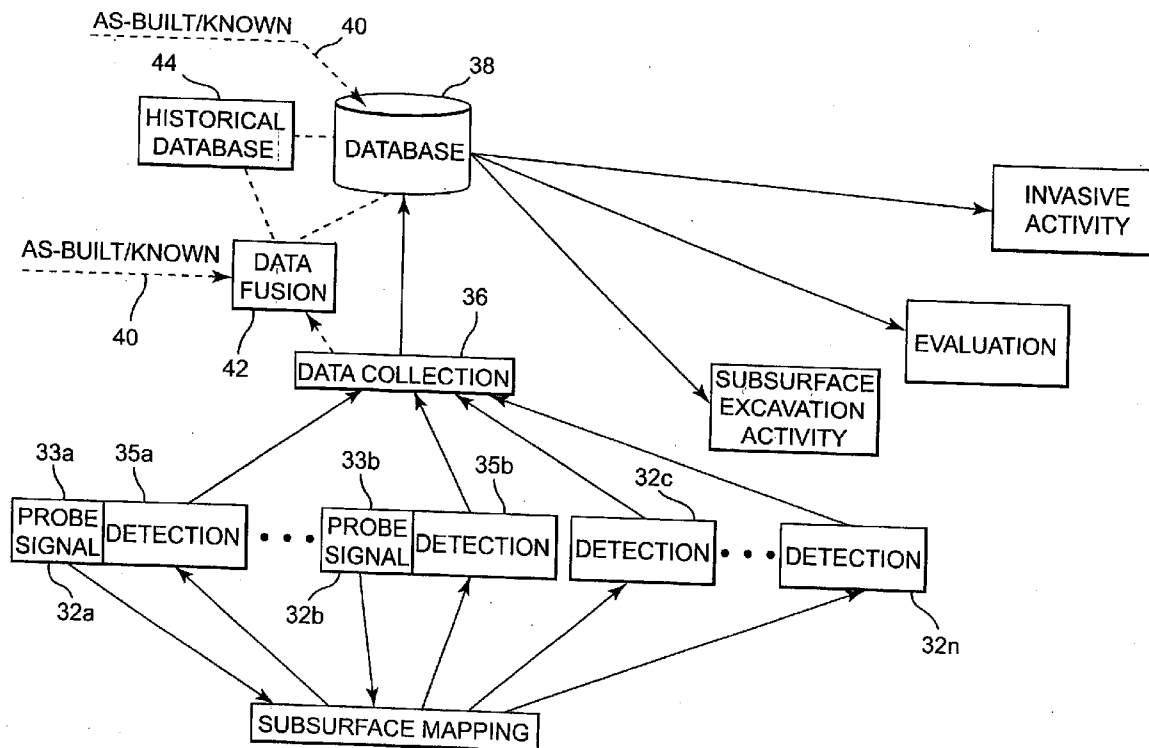 AS-BUILT/KNOWN
40
44
38
HISTORICAL
DATABASE
DATABASE
INVASIVE
ACTIVITY
AS-BUILT/KNOWN
40
DATA
FUSION
42
36
DATA COLLECTION
EVALUATION
SUBSURFACE
EXCAVATION
ACTIVITY
33a
35a
33b
35b
32c
PROBE
SIGNAL
DETECTION
PROBE
SIGNAL
DETECTION
DETECTION
DETECTION
32a
32b
32n
SUBSURFACE MAPPING